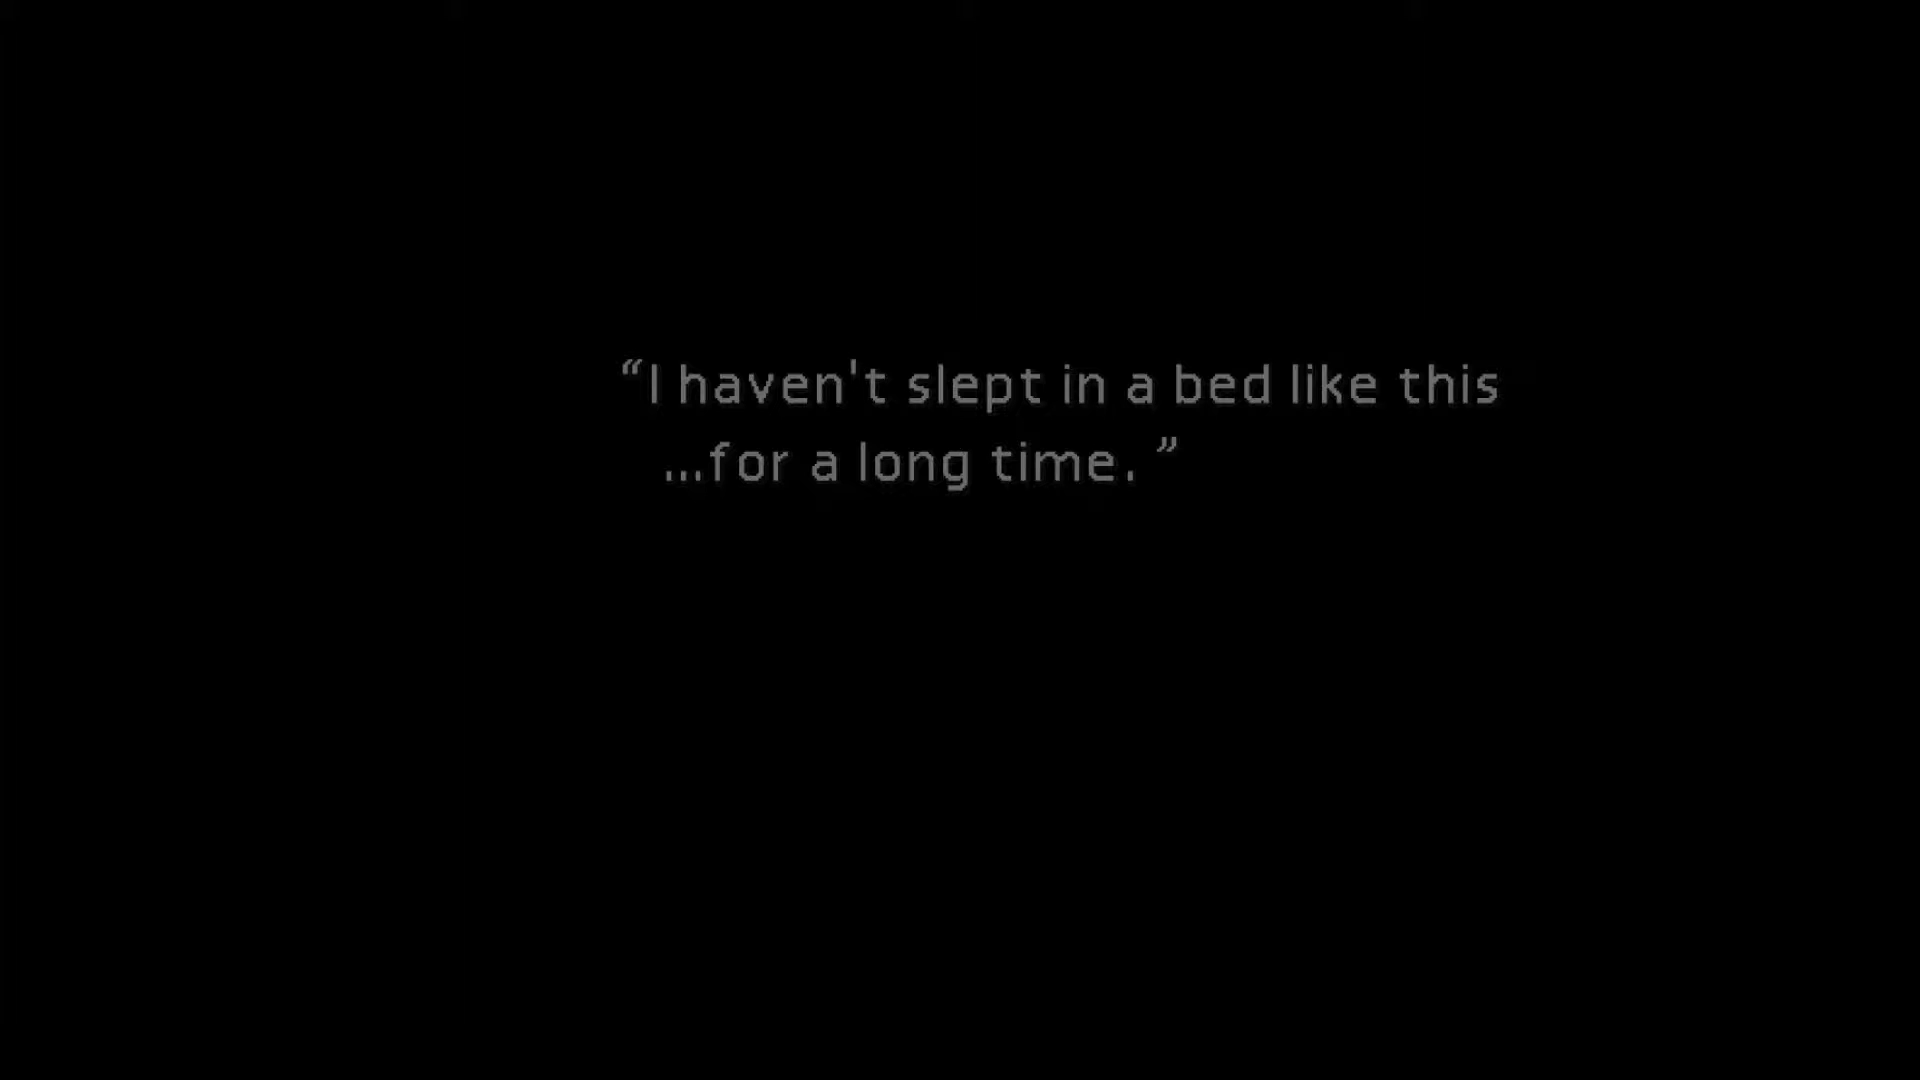 “I haven't slept in a bed like this
...for a long time. ”